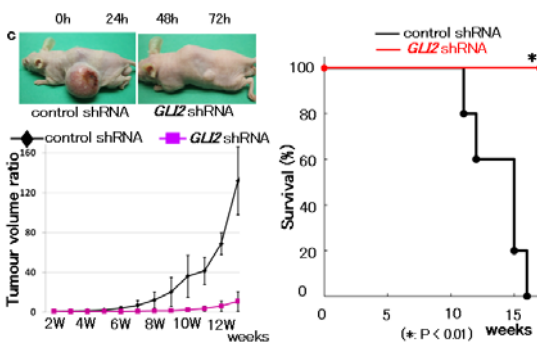 0h 24h 48h 72h
c
control shRNA GLI2 shRNA
control shRNA GLI2 shRNA
Tumour volume ratio
160
120
80
40
0
2W 4W 6W 8W 10W 12W
weeks
control shRNA
GLI2 shRNA
*
Survival (%)
100
80
60
40
20
0
0 5 10 15
(*: P < 0.01) weeks